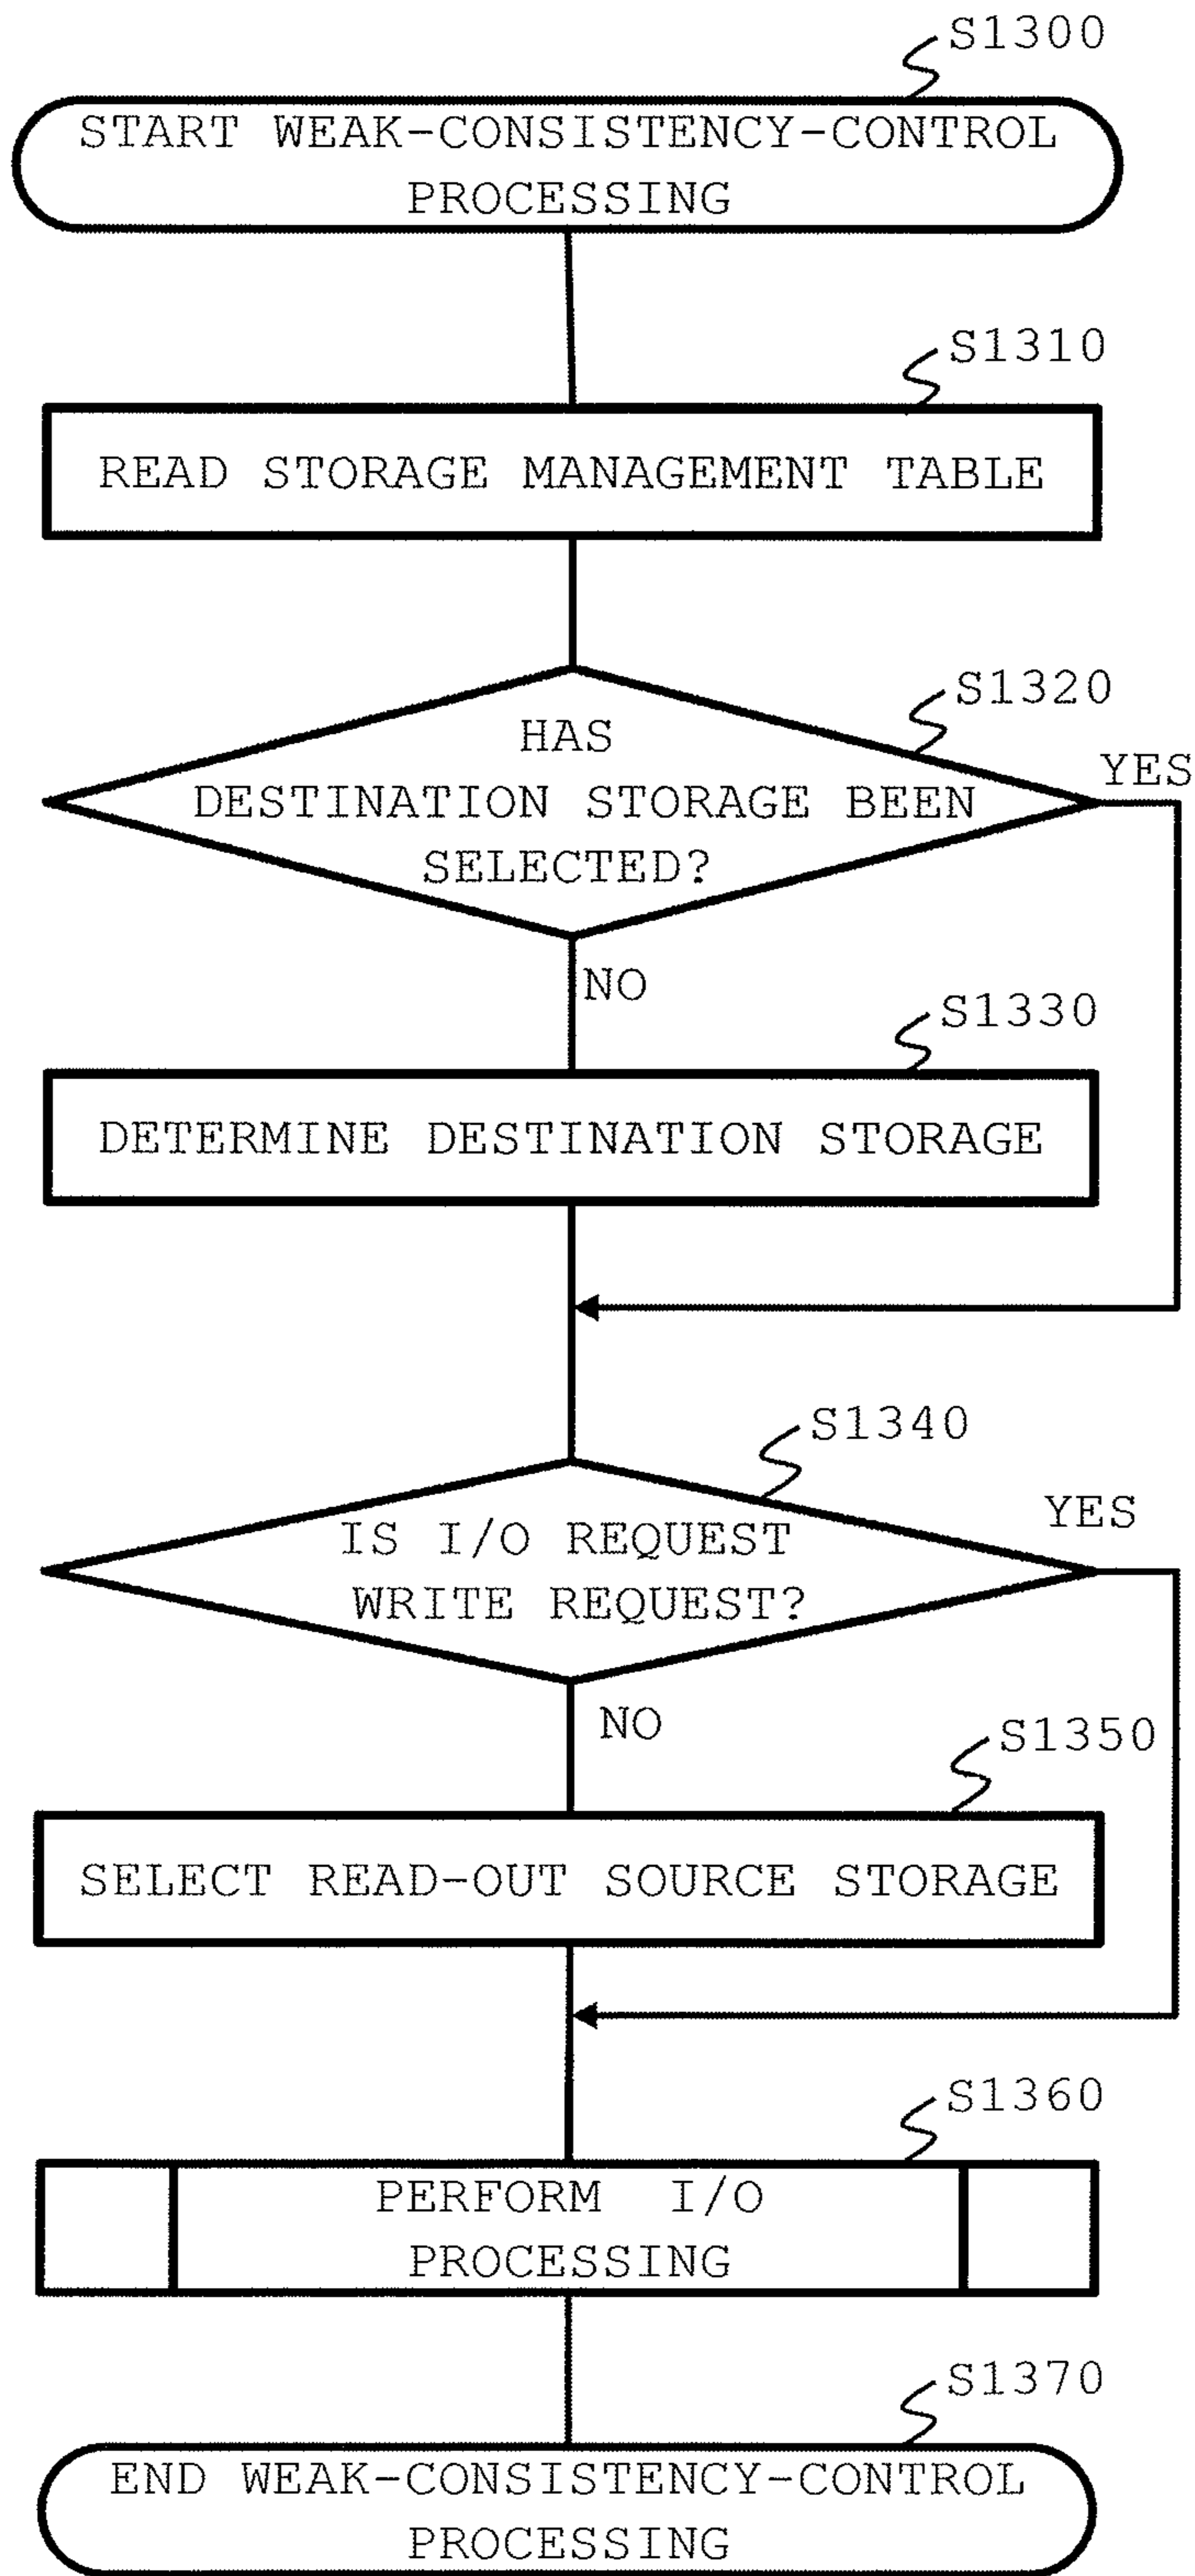 S1300
START WEAK-CONSISTENCY-CONTROL
PROCESSING
S1310
READ STORAGE MANAGEMENT TABLE
S1320
HAS
YES
DESTINATION STORAGE BEEN
SELECTED?
NO
S1330
DETERMINE DESTINATION STORAGE
S1340
YES
IS I/O REQUEST
WRITE REQUEST?
NO
S1350
SELECT READ-OUT SOURCE STORAGE
S1360
PERFORM I/O
PROCESSING
S1370
END WEAK-CONSISTENCY-CONTROL
PROCESSING